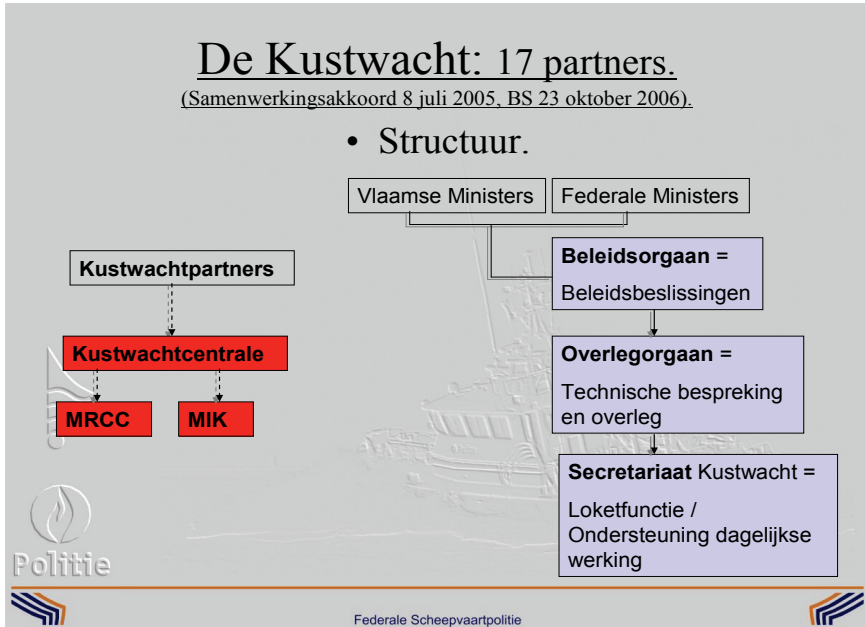 De Kustwacht: 17 partners.
(Samenwerkingsakkoord 8 juli 2005, BS 23 oktober 2006).
• Structuur.
Vlaamse Ministers
Federale Ministers
Kustwachtpartners
Kustwachtcentrale
MRCC
MIK
Beleidsorgaan =
Beleidsbeslissingen
Overlegorgaan =
Technische bespreking
en overleg
Secretariaat Kustwacht =
Loketfunctie /
Ondersteuning dagelijkse
werking
Politie
Federale Scheepvaartpolitie